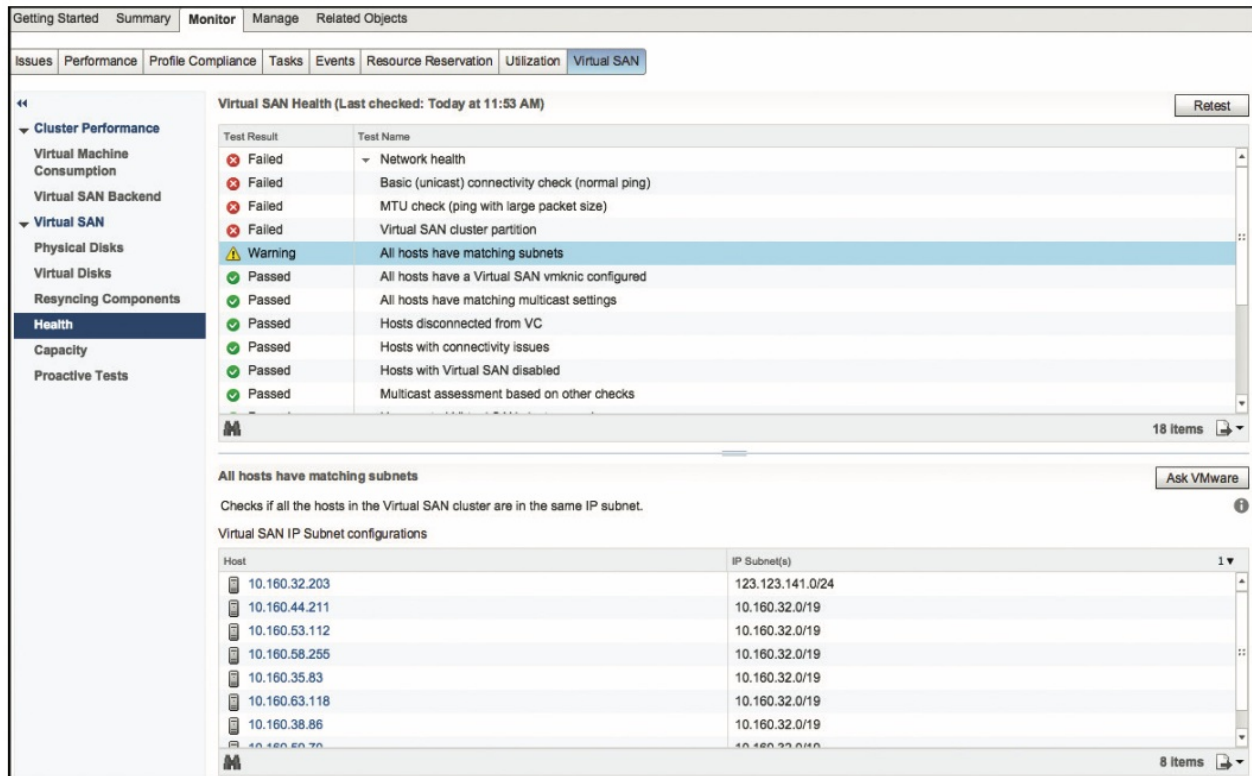 Getting Started Summary Monitor Manage Related Objects
Issues Performance Profile Compliance Tasks Events Resource Reservation Utilization Virtual SAN
Cluster Performance
Virtual Machine
Consumption
Virtual SAN Backend
Virtual SAN
Physical Disks
Virtual Disks
Resyncing Components
Health
Capacity
Proactive Tests
Virtual SAN Health (Last checked: Today at 11:53 AM)
Retest
Test Result Test Name
Failed Network health
Failed Basic (unicast) connectivity check (normal ping)
Failed MTU check (ping with large packet size)
Failed Virtual SAN cluster partition
Warning All hosts have matching subnets
Passed All hosts have a Virtual SAN vmknic configured
Passed All hosts have matching multicast settings
Passed Hosts disconnected from VC
Passed Hosts with connectivity issues
Passed Hosts with Virtual SAN disabled
Passed Multicast assessment based on other checks
18 items
All hosts have matching subnets
Ask VMware
Checks if all the hosts in the Virtual SAN cluster are in the same IP subnet.
Virtual SAN IP Subnet configurations
Host IP Subnet(s) 1
10.160.32.203 123.123.141.0/24
10.160.44.211 10.160.32.0/19
10.160.53.112 10.160.32.0/19
10.160.58.255 10.160.32.0/19
10.160.35.83 10.160.32.0/19
10.160.63.118 10.160.32.0/19
10.160.38.86 10.160.32.0/19
8 items